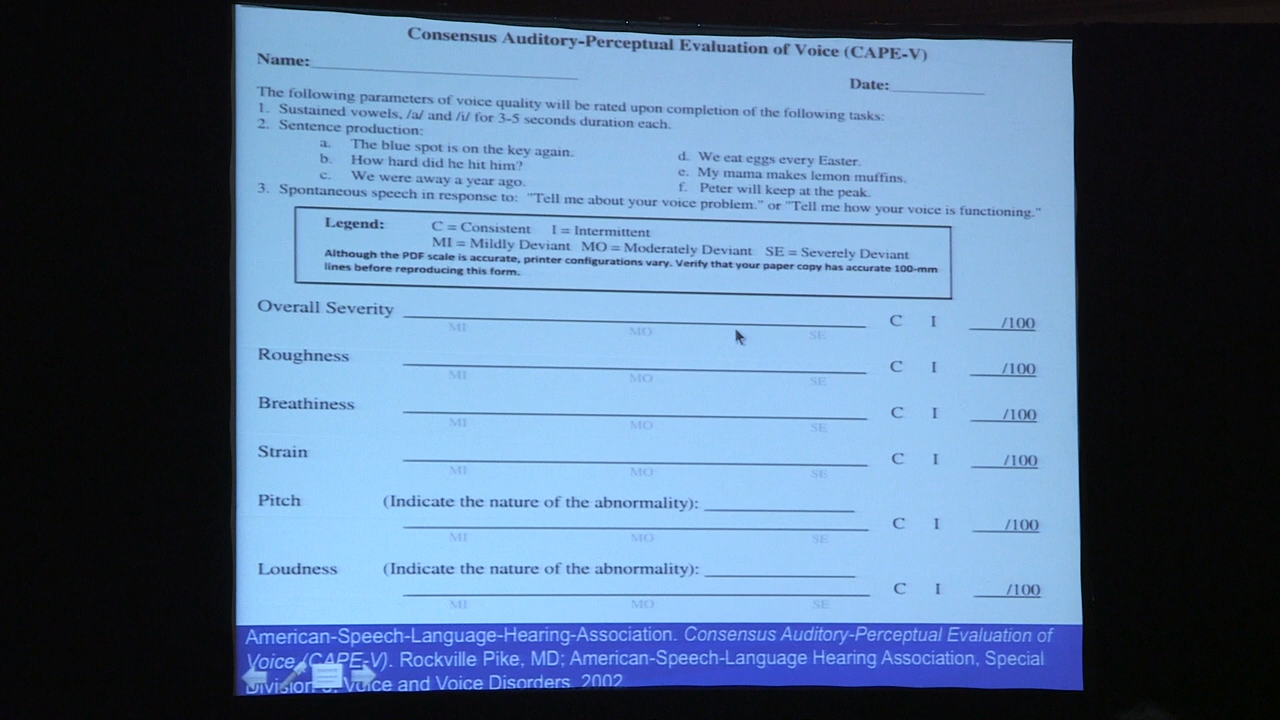 Consensus Auditory-Perceptual Evaluation of Voice (CAPE-V)
Name:
Date:
The following parameters of voice quality will be rated upon completion of the following tasks:
1. Sustained vowels, /a/ and /i/ for 3-5 seconds duration each.
2. Sentence production:
a. The blue spot is on the key again.
b. How hard did he hit him?
c. We were away a year ago.
d. We eat eggs every Easter.
e. My mama makes lemon muffins.
f. Peter will keep at the peak.
3. Spontaneous speech in response to: "Tell me about your voice problem." or "Tell me how your voice is functioning."
Legend: C = Consistent I = Intermittent
MI = Mildly Deviant MO = Moderately Deviant SE = Severely Deviant
Although the PDF scale is accurate, printer configurations vary. Verify that your paper copy has accurate 100-mm
lines before reproducing this form.
Overall Severity C I /100
MI MO SE
Roughness C I /100
MI MO SE
Breathiness C I /100
MI MO SE
Strain C I /100
MI MO SE
Pitch (Indicate the nature of the abnormality):
C I /100
MI MO SE
Loudness (Indicate the nature of the abnormality):
C I /100
MI MO SE
American-Speech-Language-Hearing-Association. Consensus Auditory-Perceptual Evaluation of
Voice (CAPE-V). Rockville Pike, MD; American-Speech-Language Hearing Association, Special
Division Voice and Voice Disorders, 2002